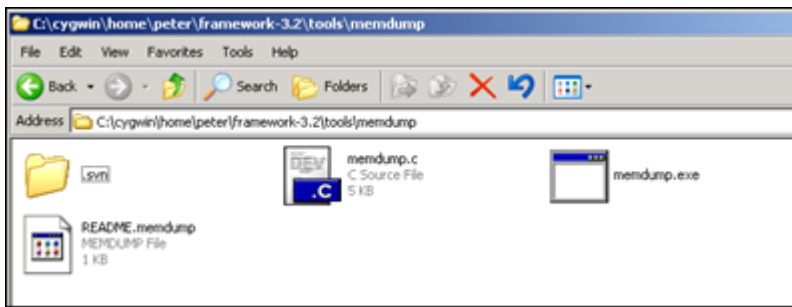 C:\cygwin\home\peter\framework-3.2\tools\memdump
File Edit View Favorites Tools Help
Back Search Folders
Address C:\cygwin\home\peter\framework-3.2\tools\memdump
.svn
memdump.c
C Source File
5 KB
DEV
.C
memdump.exe
README.memdump
MEMDUMP File
1 KB